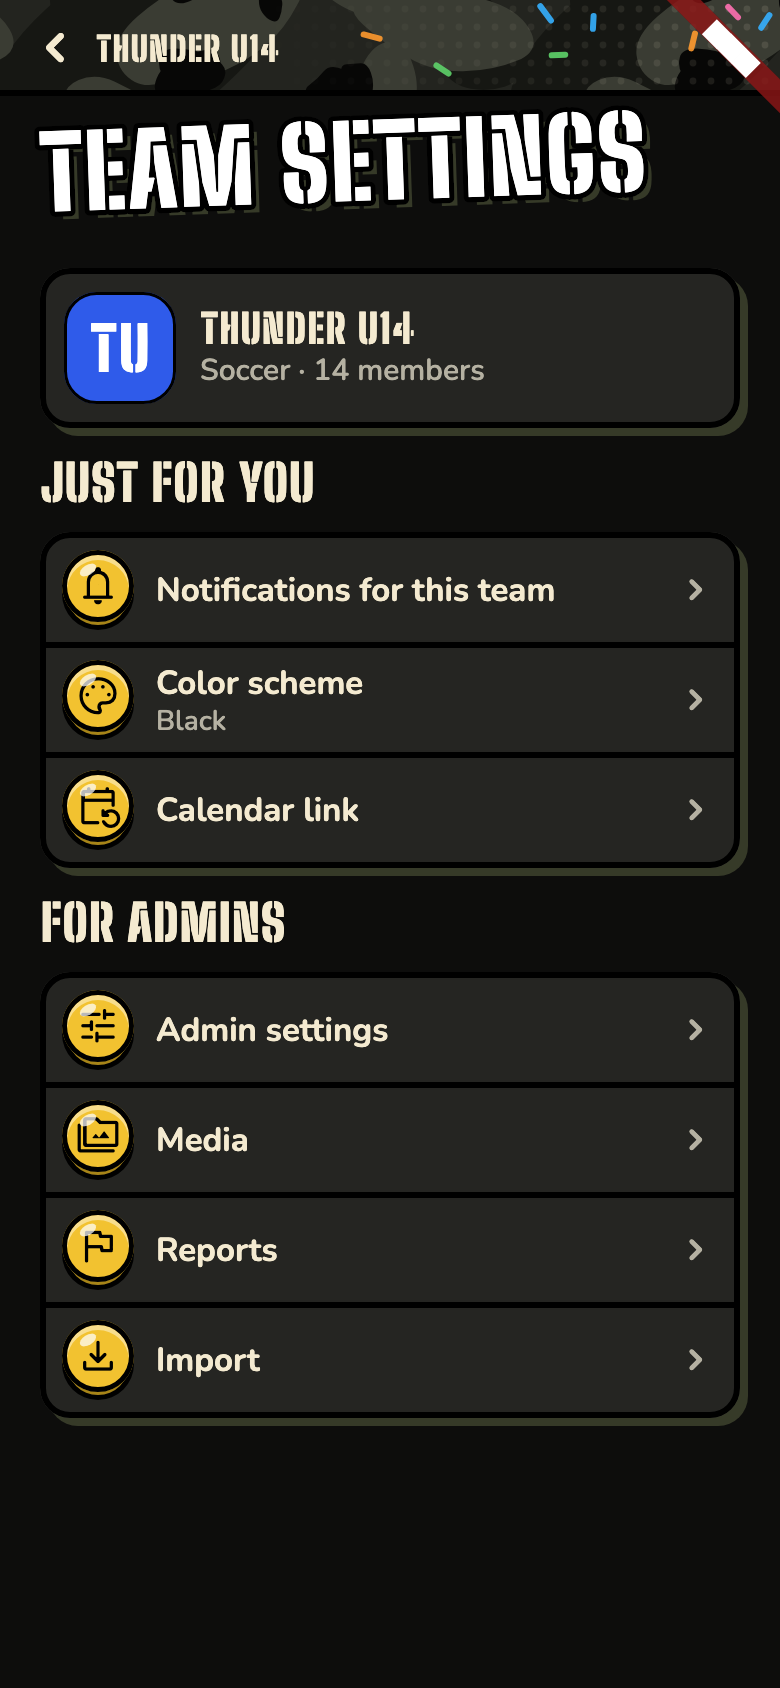 THUNDER U14
TEAM SETTINGS
TU
THUNDER U14
Soccer · 14 members
JUST FOR YOU
Notifications for this team
Color scheme
Black
Calendar link
FOR ADMINS
Admin settings
Media
Reports
Import